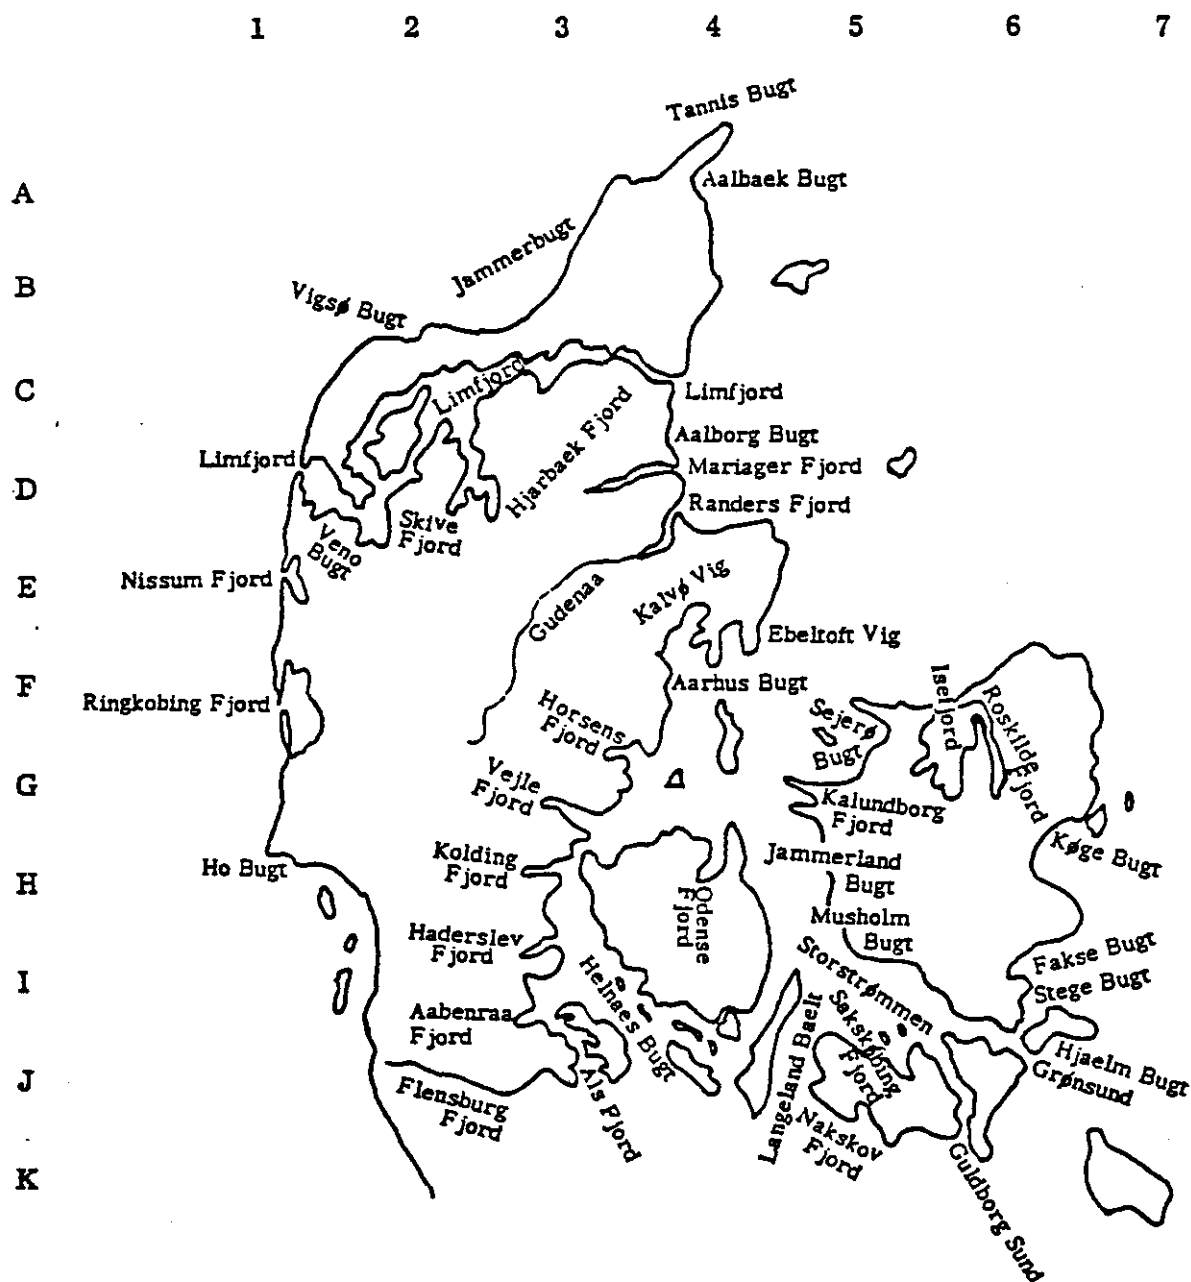 1 2 3 4 5 6 7
Tannis Bugt
A
Aalbaek Bugt
Jammerbugt
B
Vigsø Bugt
C
Limfjord
Limfjord
Hjarbaek Fjord
Aalborg Bugt
Limfjord
Mariager Fjord
D
Randers Fjord
Skive
Fjord
Veno
Bugt
E
Nissum Fjord
Gudenaa
Kalvø Vig
Ebeltoft Vig
F
Ringkobing Fjord
Aarhus Bugt
Horsens
Fjord
Sejerø
Bugt
Isefjord
Roskilde
Fjord
G
Vejle
Fjord
Kalundborg
Fjord
Køge Bugt
H
Ho Bugt
Kolding
Fjord
Odense
Fjord
Jammerland
Bugt
Musholm
Bugt
Haderslev
Fjord
Fakse Bugt
I
Helnaes Bugt
Storstrømmen
Stege Bugt
Aabenraa
Fjord
Sakskøbing
Fjord
Hjaelm Bugt
Grønsund
J
Flensburg
Fjord
Als Fjord
Langeland Baelt
Nakskov
Fjord
K
Guldborg Sund